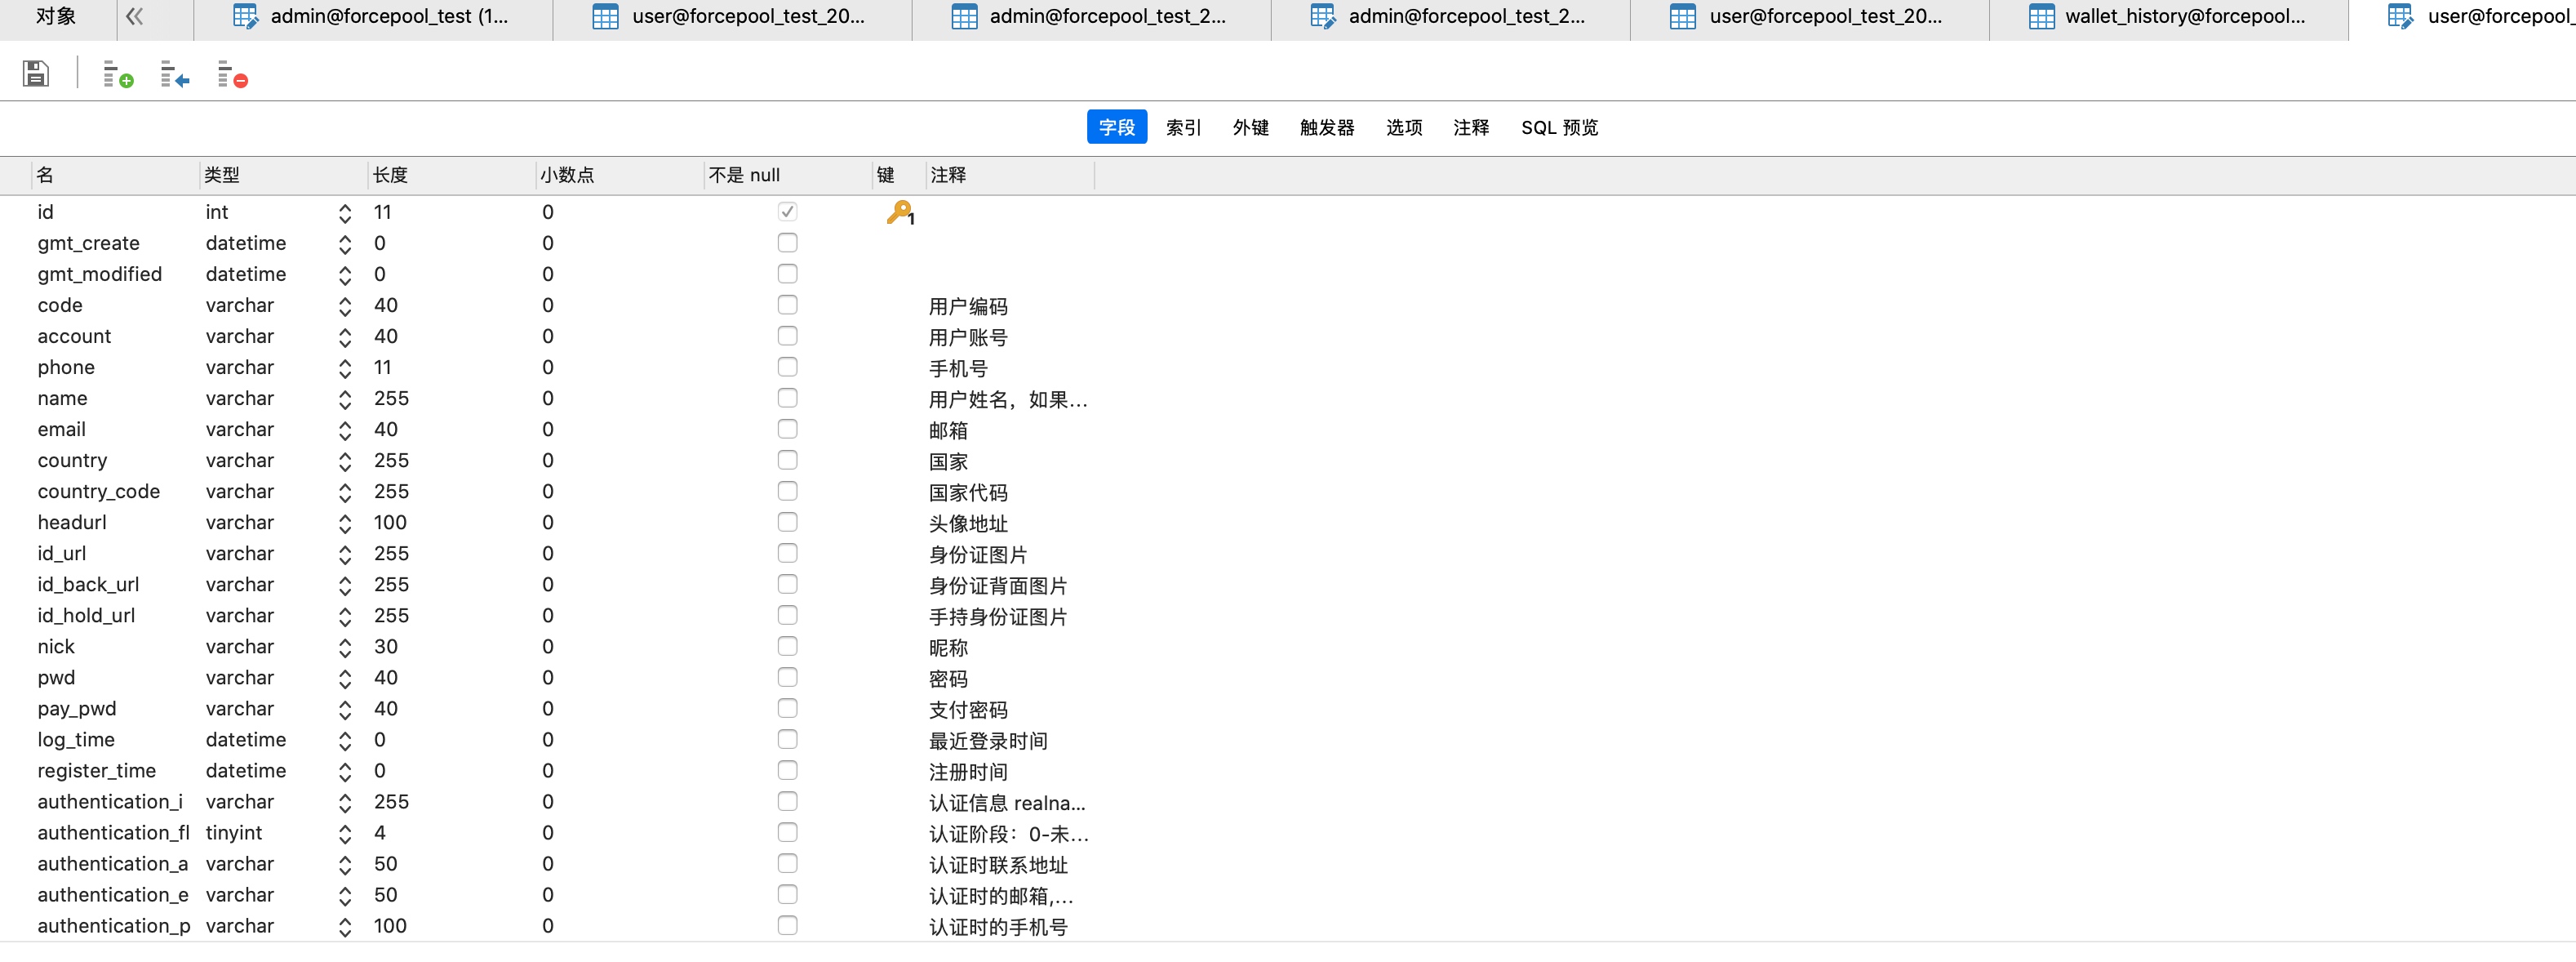 对象 admin@forcepool_test (1... user@forcepool_test_20... admin@forcepool_test_2... admin@forcepool_test_2... user@forcepool_test_20... wallet_history@forcepool... user@forcepool_
字段 索引 外键 触发器 选项 注释 SQL 预览
名 类型 长度 小数点 不是 null 键 注释
id int 11 0 1
gmt_create datetime 0 0
gmt_modified datetime 0 0
code varchar 40 0 用户编码
account varchar 40 0 用户账号
phone varchar 11 0 手机号
name varchar 255 0 用户姓名，如果...
email varchar 40 0 邮箱
country varchar 255 0 国家
country_code varchar 255 0 国家代码
headurl varchar 100 0 头像地址
id_url varchar 255 0 身份证图片
id_back_url varchar 255 0 身份证背面图片
id_hold_url varchar 255 0 手持身份证图片
nick varchar 30 0 昵称
pwd varchar 40 0 密码
pay_pwd varchar 40 0 支付密码
log_time datetime 0 0 最近登录时间
register_time datetime 0 0 注册时间
authentication_i varchar 255 0 认证信息 realna...
authentication_fl tinyint 4 0 认证阶段：0-未...
authentication_a varchar 50 0 认证时联系地址
authentication_e varchar 50 0 认证时的邮箱,...
authentication_p varchar 100 0 认证时的手机号